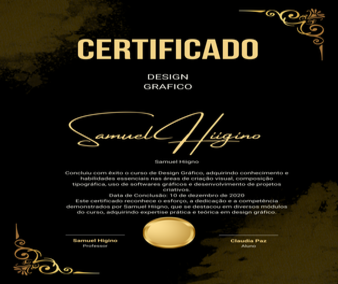 CERTIFICADO
DESIGN
GRAFICO
Samuel Hiigino
Samuel Hiigno
Concluiu com êxito o curso de Design Gráfico, adquirindo conhecimento e
habilidades essenciais nas áreas de criação visual, composição
tipográfica, uso de softwares gráficos e desenvolvimento de projetos
criativos.
Data de Conclusão: 10 de dezembro de 2020
Este certificado reconhece o esforço, a dedicação e a competência
demonstrados por Samuel Hiigno, que se destacou em diversos módulos
do curso, adquirindo expertise prática e teórica em design gráfico.
Samuel Higino
Professor
Claudia Paz
Aluno